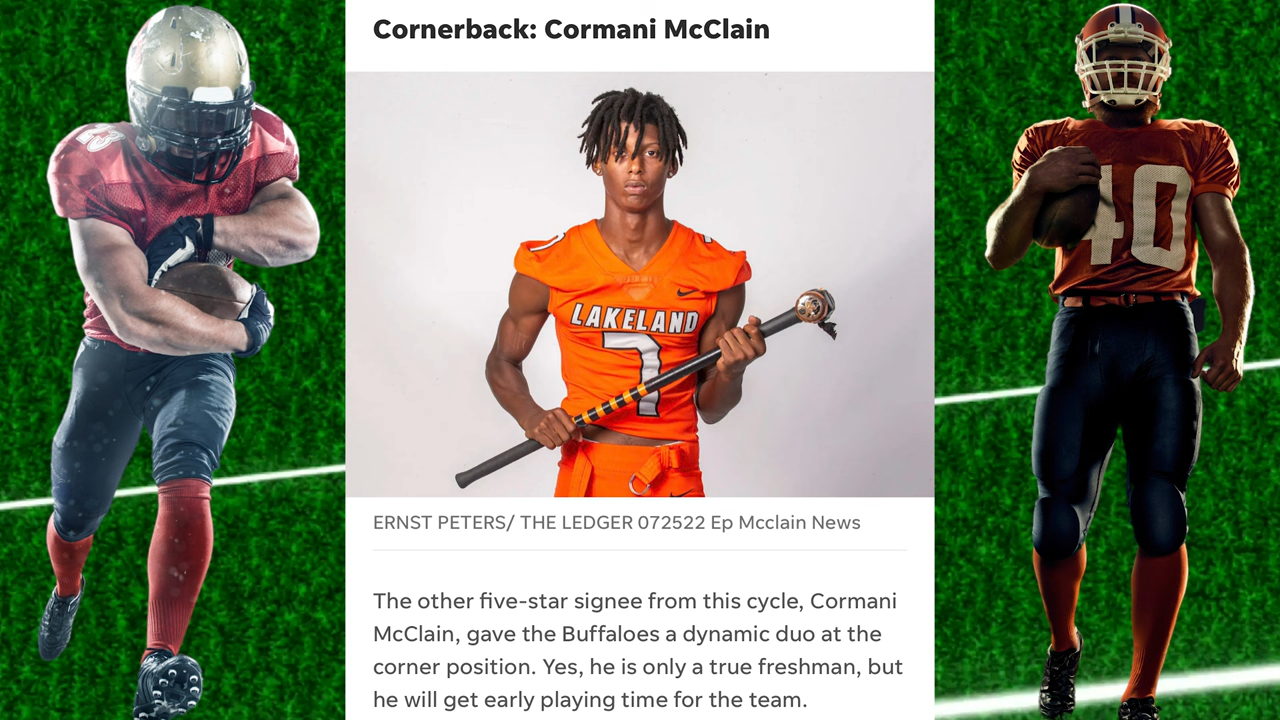 Cornerback: Cormani McClain
23
LAKELAND
7
40
ERNST PETERS/ THE LEDGER 072522 Ep Mcclain News
The other five-star signee from this cycle, Cormani
McClain, gave the Buffaloes a dynamic duo at the
corner position. Yes, he is only a true freshman, but
he will get early playing time for the team.